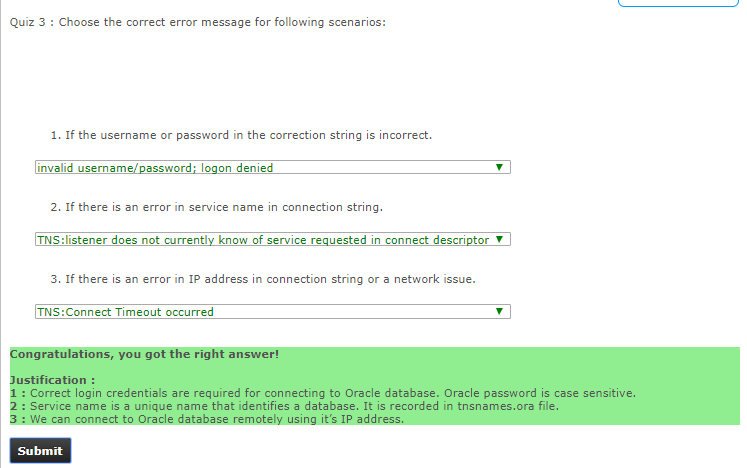 Quiz 3 : Choose the correct error message for following scenarios:
1. If the username or password in the correction string is incorrect.
invalid username/password; logon denied
2. If there is an error in service name in connection string.
TNS:listener does not currently know of service requested in connect descriptor
3. If there is an error in IP address in connection string or a network issue.
TNS:Connect Timeout occurred
Congratulations, you got the right answer!
Justification :
1 : Correct login credentials are required for connecting to Oracle database. Oracle password is case sensitive.
2 : Service name is a unique name that identifies a database. It is recorded in tnsnames.ora file.
3 : We can connect to Oracle database remotely using it's IP address.
Submit